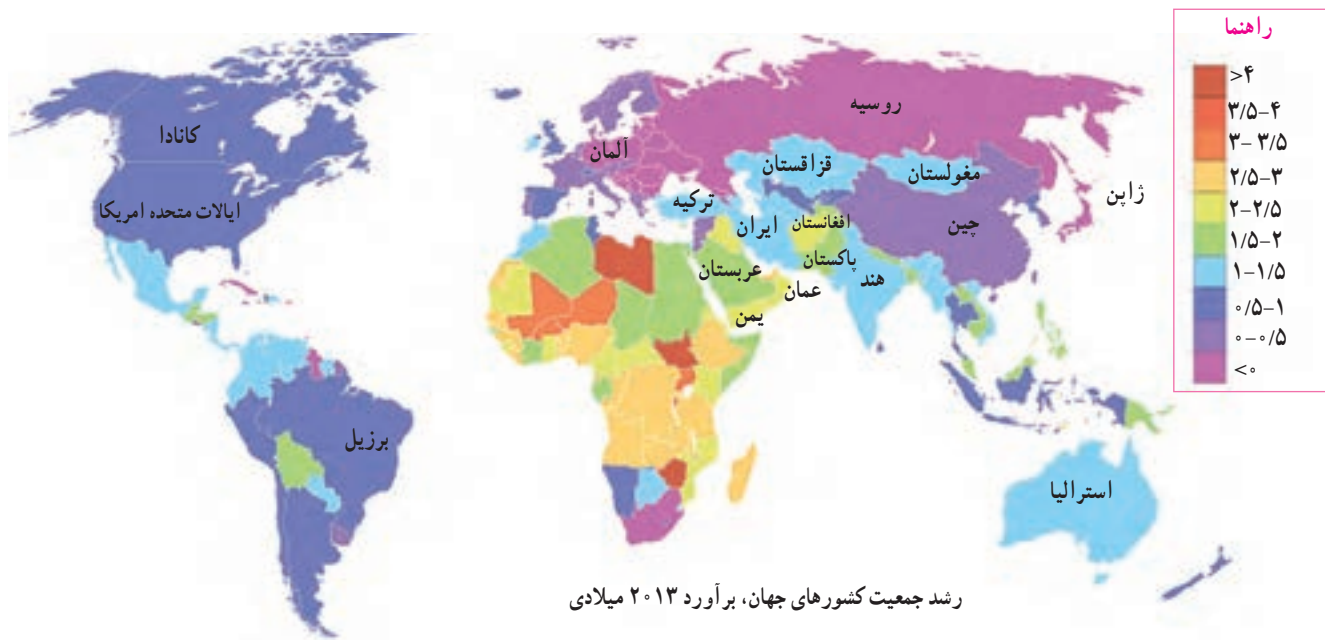 راهنما
>۴
۳/۵–۴
۳–۳/۵
۲/۵–۳
۲–۲/۵
۱/۵–۲
۱–۱/۵
۰/۵–۱
۰–۰/۵
<۰
روسیه
کانادا
آلمان
قزاقستان
مغولستان
ژاپن
ایالات متحده امریکا
ترکیه
ایران
افغانستان
چین
پاکستان
عربستان
هند
عمان
یمن
برزیل
استرالیا
رشد جمعیت کشورهای جهان، برآورد ۲۰۱۳ میلادی